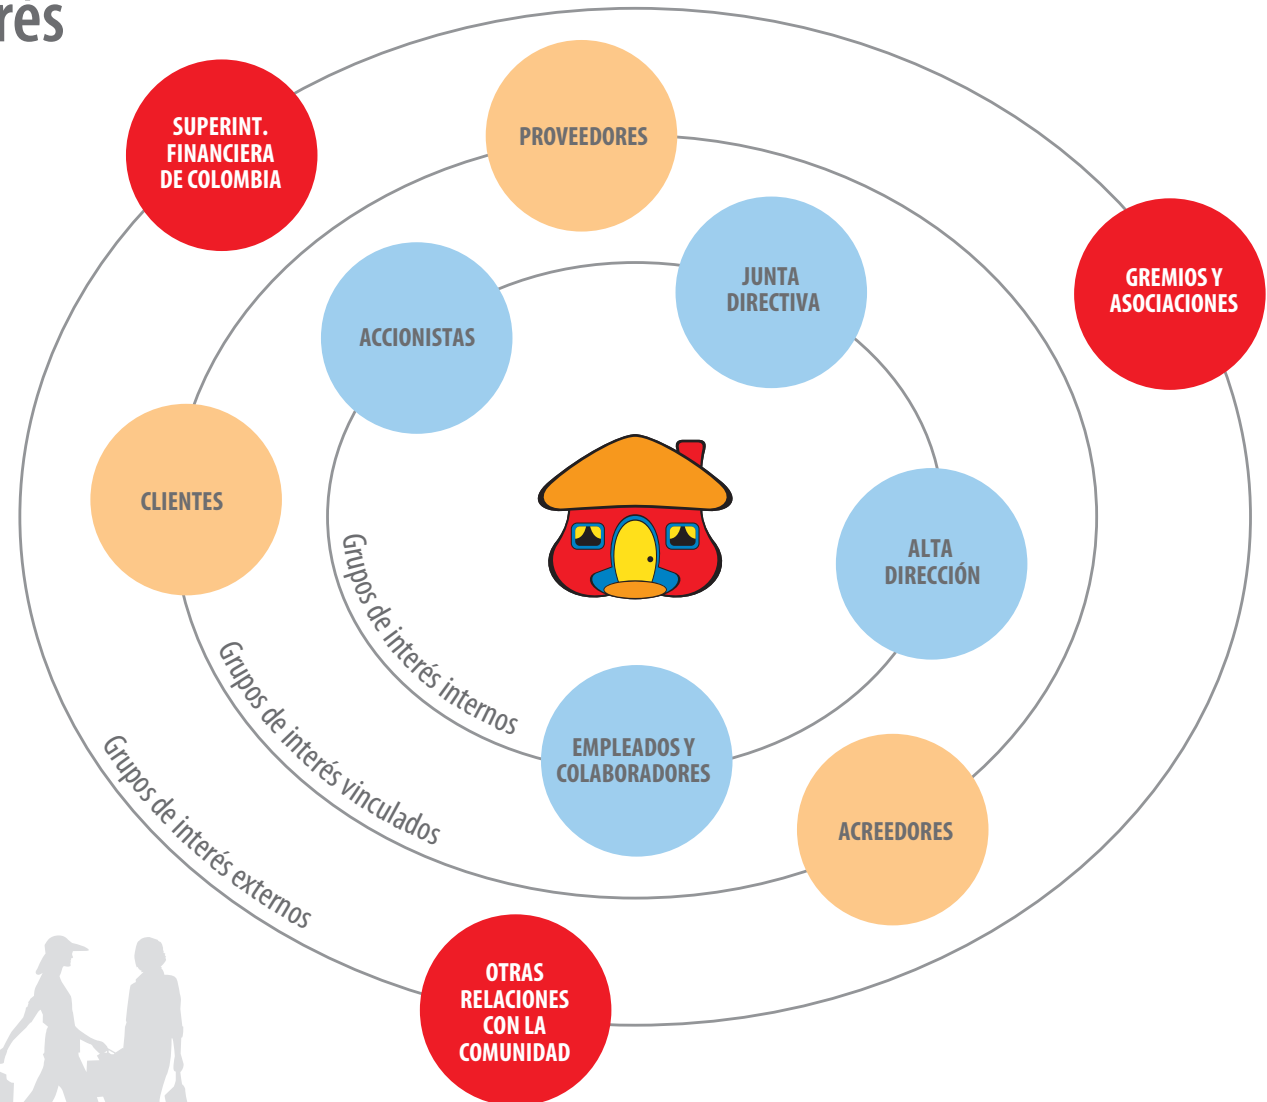 SUPERINT.
FINANCIERA
DE COLOMBIA
PROVEEDORES
JUNTA
DIRECTIVA
GREMIOS Y
ASOCIACIONES
ACCIONISTAS
CLIENTES
ALTA
DIRECCIÓN
Grupos de interés internos
EMPLEADOS Y
COLABORADORES
Grupos de interés vinculados
ACREEDORES
Grupos de interés externos
OTRAS
RELACIONES
CON LA
COMUNIDAD